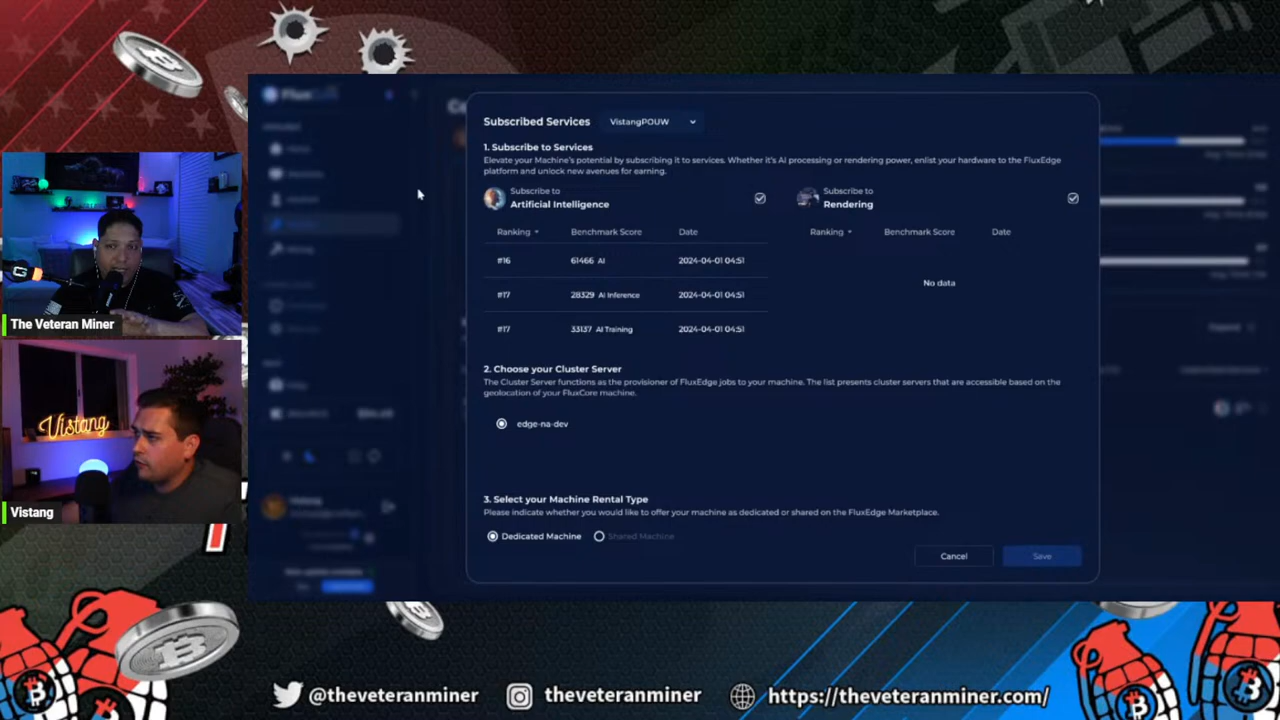 Subscribed Services VistangPOUW
1. Subscribe to Services
Elevate your Machine's potential by subscribing it to services. Whether it's AI processing or rendering power, enlist your hardware to the FluxEdge
platform and unlock new avenues for earning.
Subscribe to
Artificial Intelligence
Subscribe to
Rendering
Ranking Benchmark Score Date
#16 61466 AI 2024-04-01 04:51
#17 28329 AI Inference 2024-04-01 04:51
#17 33137 AI Training 2024-04-01 04:51
Ranking Benchmark Score Date
No data
2. Choose your Cluster Server
The Cluster Server functions as the provisioner of FluxEdge jobs to your machine. The list presents cluster servers that are accessible based on the
geolocation of your FluxCore machine.
edge-na-dev
3. Select your Machine Rental Type
Please indicate whether you would like to offer your machine as dedicated or shared on the FluxEdge Marketplace.
Dedicated Machine Shared Machine
Cancel Save
The Veteran Miner
Vistang
Vistang
@theveteranminer theveteranminer https://theveteranminer.com/